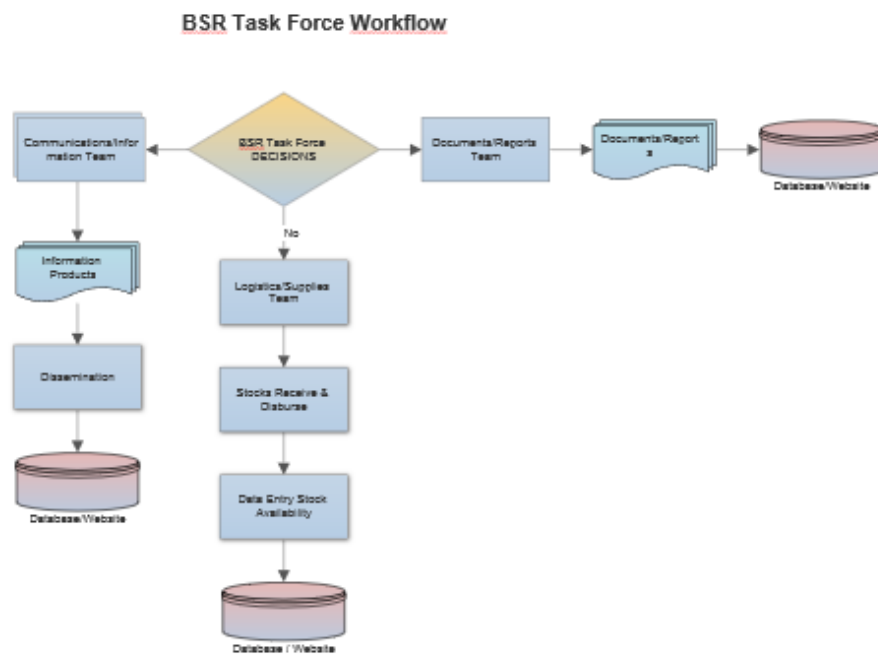 BSR Task Force Workflow
Communications/Infor
mation Team
BSR Task Force
DECISIONS
Documents/Reports
Team
Documents/Report
s
Database/Website
No
Information
Products
Logistics/Supplies
Team
Dissemination
Stocks Receive &
Disburse
Database/Website
Data Entry Stock
Availability
Database / Website